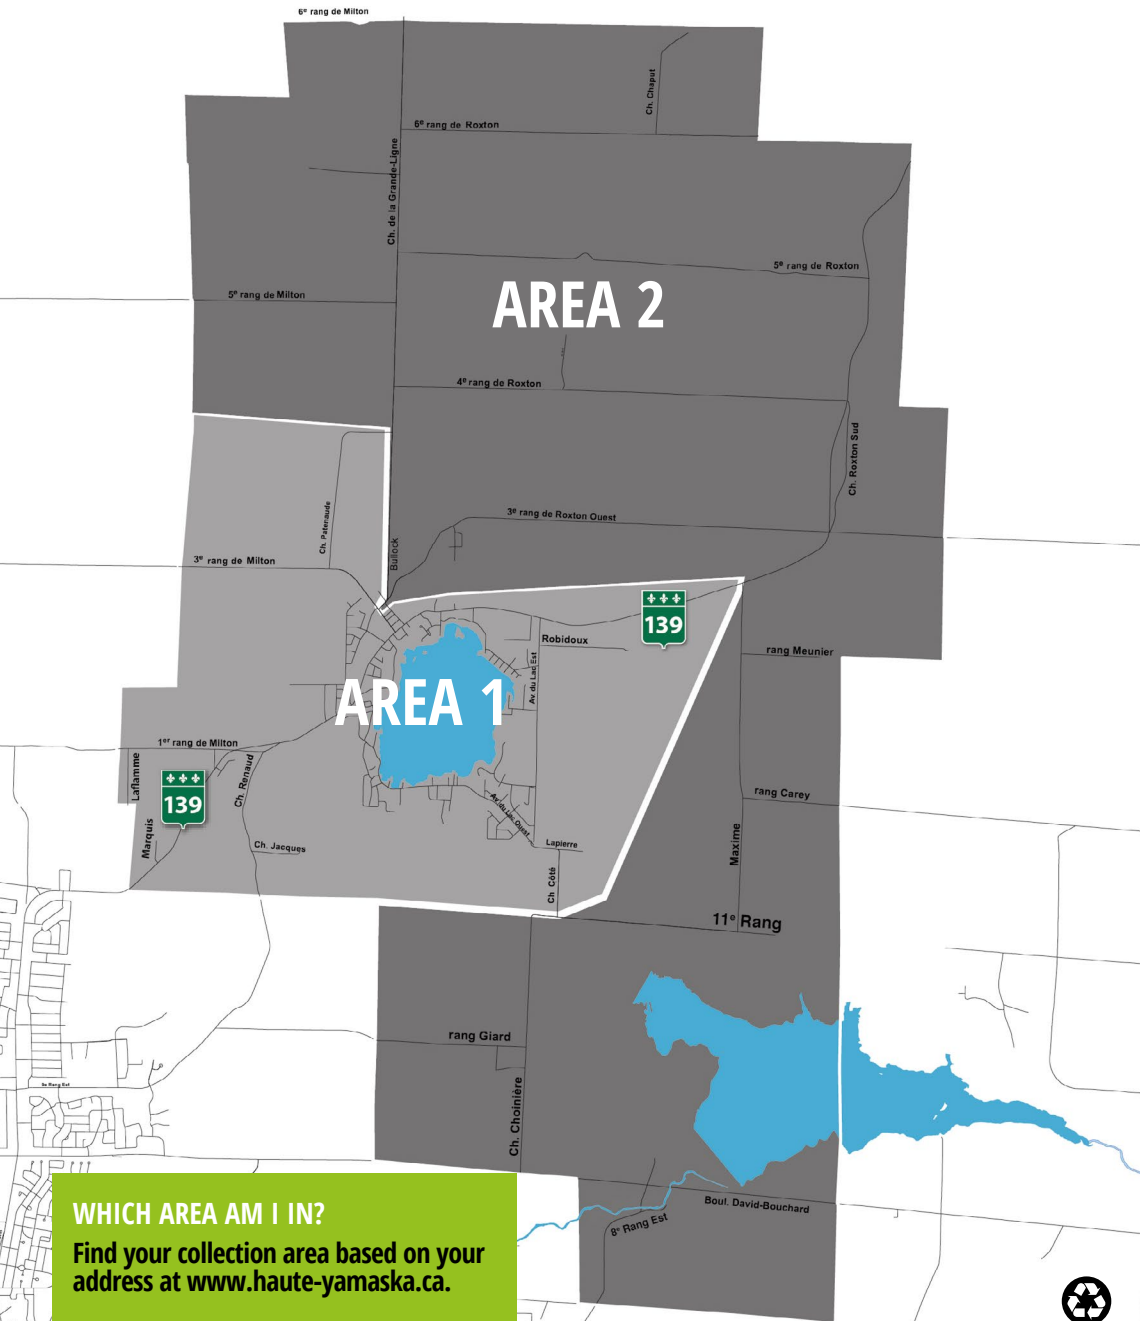 6e rang de Milton
Ch. Chaput
6e rang de Roxton
Ch. de la Grande-Ligne
5e rang de Roxton
5e rang de Milton
AREA 2
4e rang de Roxton
Ch. Roxton Sud
Ch. Patenaude
3e rang de Roxton Ouest
Bullock
3e rang de Milton
139
Robidoux
rang Meunier
Av du Lac Est
AREA 1
1er rang de Milton
Laflamme
139
Ch. Renaud
rang Carey
Av. du Lac Ouest
Marquis
Ch. Jacques
Lapierre
Maxime
Ch Côté
11e Rang
rang Giard
Ch. Choinière
5e Rang Est
Boul. David-Bouchard
8e Rang Est
WHICH AREA AM I IN?
Find your collection area based on your
address at www.haute-yamaska.ca.